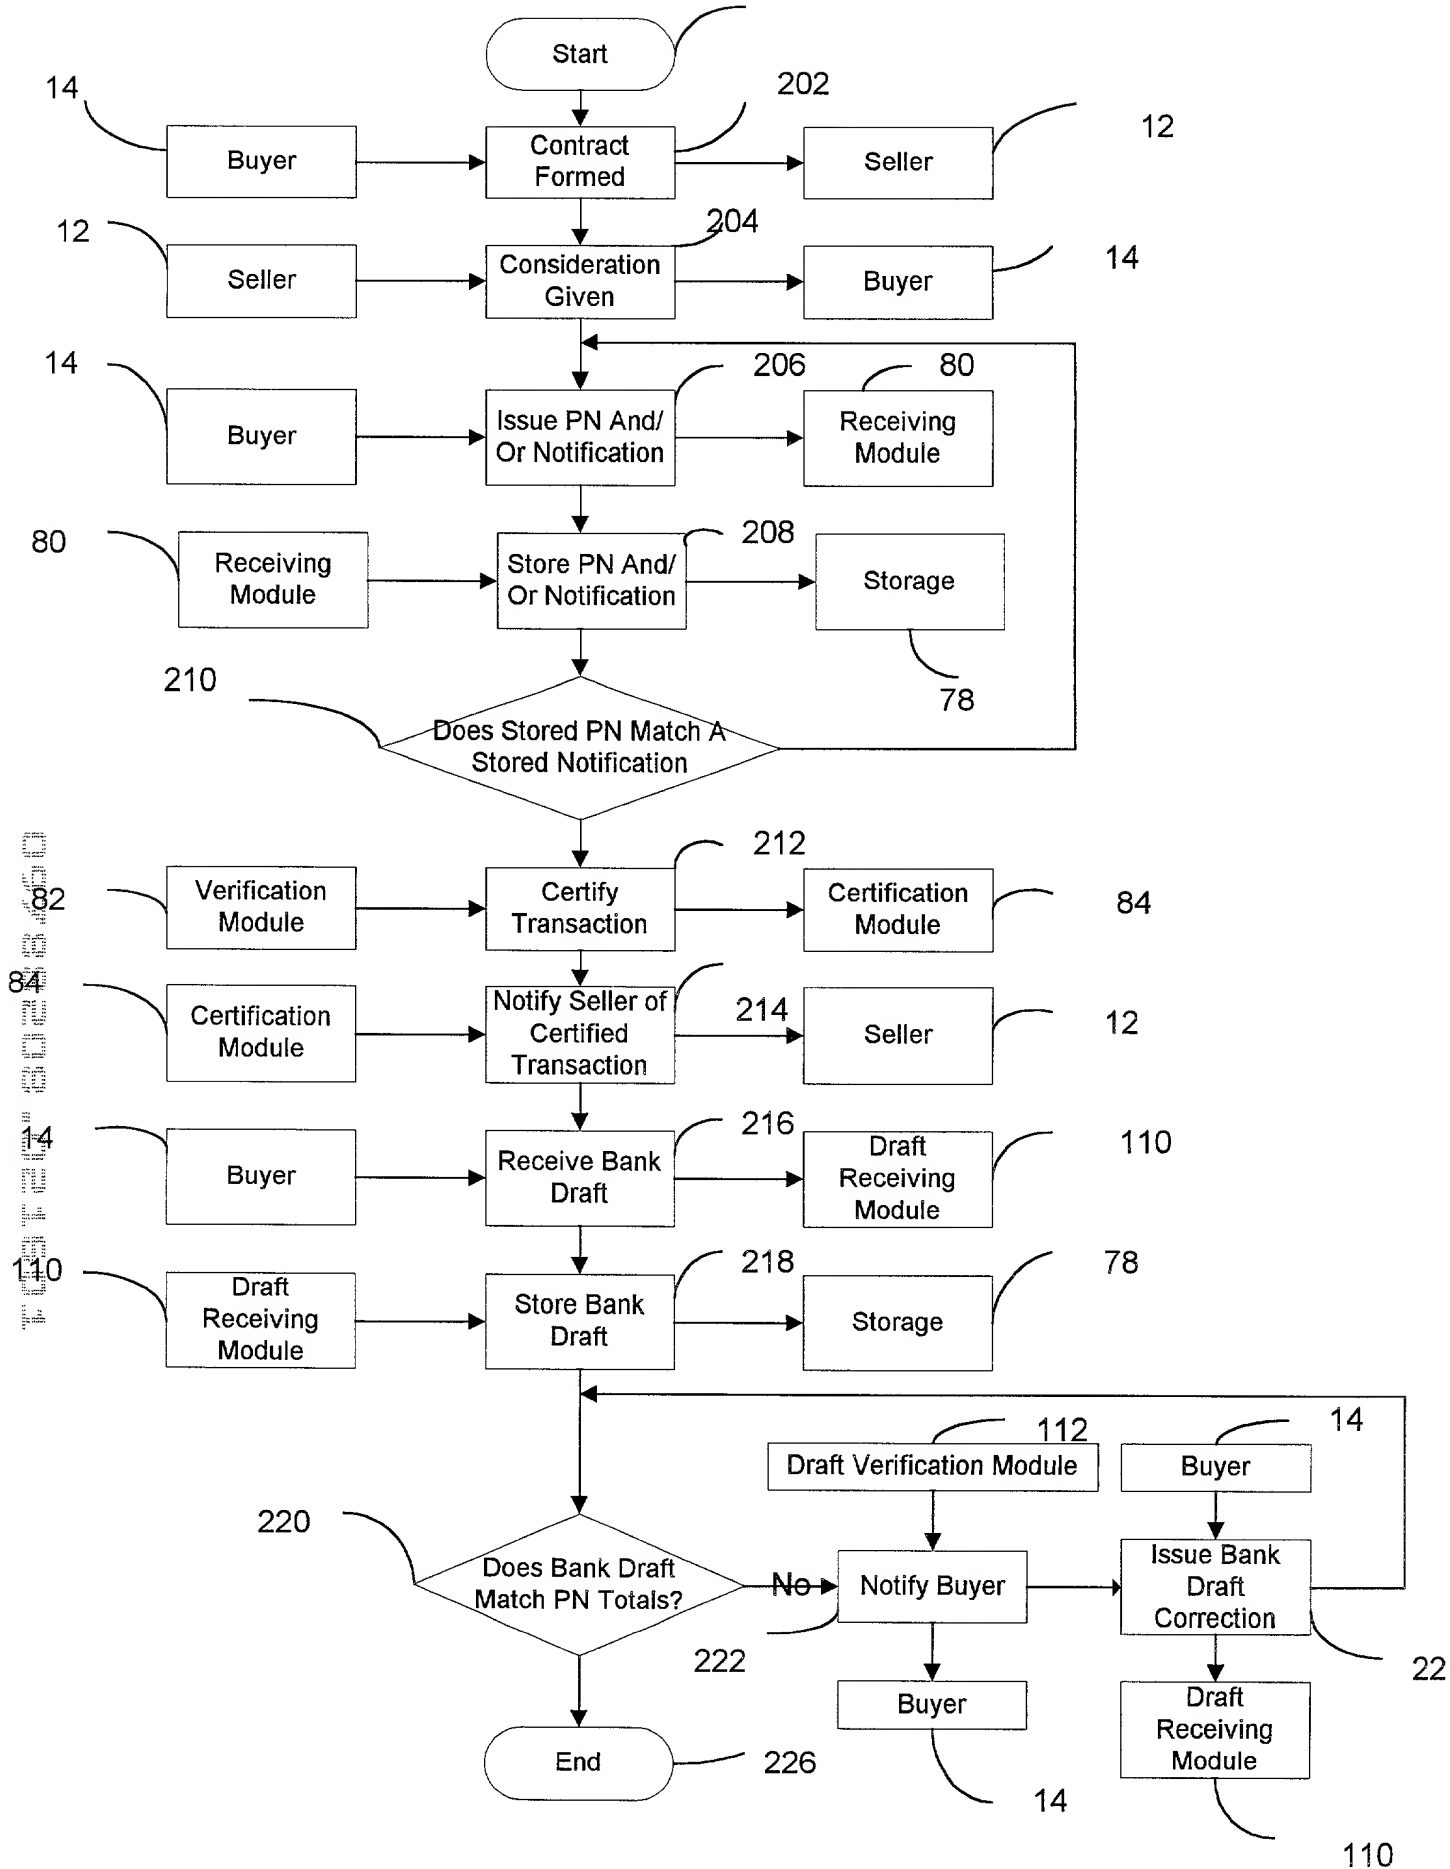 Start
14
202
12
Buyer
Contract
Formed
Seller
12
204
14
Seller
Consideration
Given
Buyer
14
206
80
Buyer
Issue PN And/
Or Notification
Receiving
Module
80
208
Receiving
Module
Store PN And/
Or Notification
Storage
210
78
Does Stored PN Match A
Stored Notification
212
82
Verification
Module
Certify
Transaction
Certification
Module
84
84
Certification
Module
Notify Seller of
Certified
Transaction
214
Seller
12
14
216
110
Buyer
Receive Bank
Draft
Draft
Receiving
Module
110
218
78
Draft
Receiving
Module
Store Bank
Draft
Storage
112
14
Draft Verification Module
Buyer
220
Does Bank Draft
Match PN Totals?
No
Notify Buyer
Issue Bank
Draft
Correction
222
22
Buyer
Draft
Receiving
Module
End
226
14
110